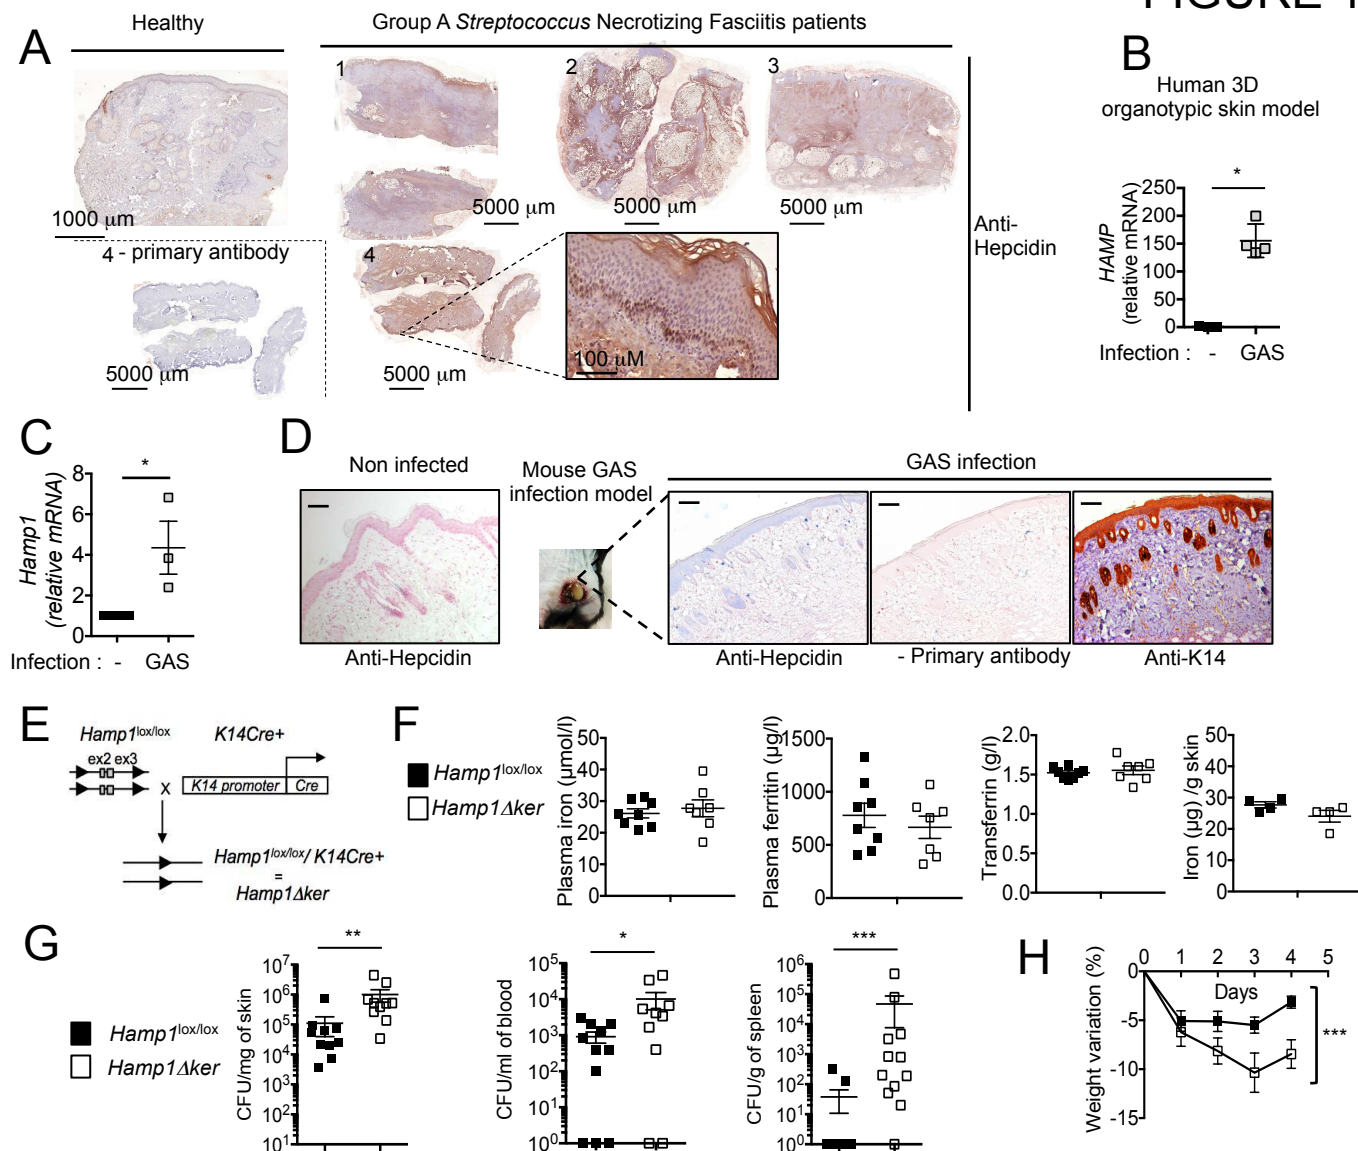 FIGURE 1
A
Healthy
Group A Streptococcus Necrotizing Fasciitis patients
1
2
3
1000 µm
5000 µm
5000 µm
5000 µm
4 - primary antibody
4
5000 µm
5000 µm
100 µM
Anti-
Hepcidin
B
Human 3D
organotypic skin model
*
HAMP
(relative mRNA)
250
200
150
100
50
0
Infection : - GAS
C
*
Hamp1
(relative mRNA)
8
6
4
2
0
Infection : - GAS
D
Non infected
Mouse GAS
infection model
GAS infection
Anti-Hepcidin
Anti-Hepcidin
- Primary antibody
Anti-K14
E
Hamp1lox/lox
K14Cre+
ex2 ex3
X
K14 promoter Cre
Hamp1lox/lox/ K14Cre+
=
Hamp1Δker
F
Hamp1lox/lox
Hamp1Δker
Plasma iron (µmol/l)
50
40
30
20
10
0
Plasma ferritin (µg/l)
1500
1000
500
0
Transferrin (g/l)
2.0
1.5
1.0
0.5
0.0
Iron (µg) /g skin
50
40
30
20
10
0
G
Hamp1lox/lox
Hamp1Δker
**
CFU/mg of skin
10⁷
10⁶
10⁵
10⁴
10³
10²
10¹
*
CFU/ml of blood
10⁵
10⁴
10³
10²
10¹
10⁰
***
CFU/g of spleen
10⁶
10⁵
10⁴
10³
10²
10¹
10⁰
H
0 1 2 3 4 5
Days
Weight variation (%)
0
-5
-10
-15
***